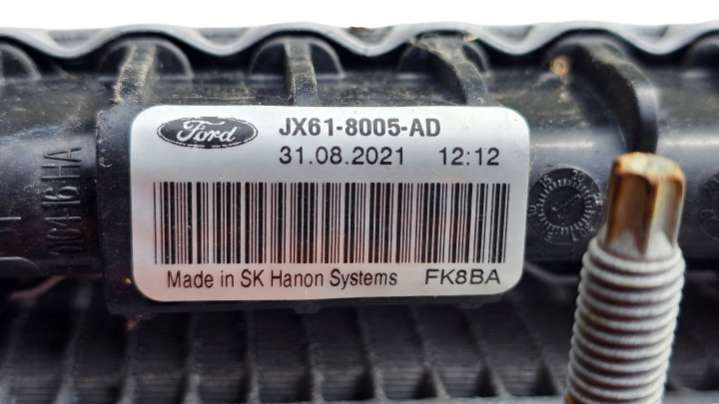 Ford
JX61-8005-AD
31.08.2021 12:12
Made in SK Hanon Systems FK8BA